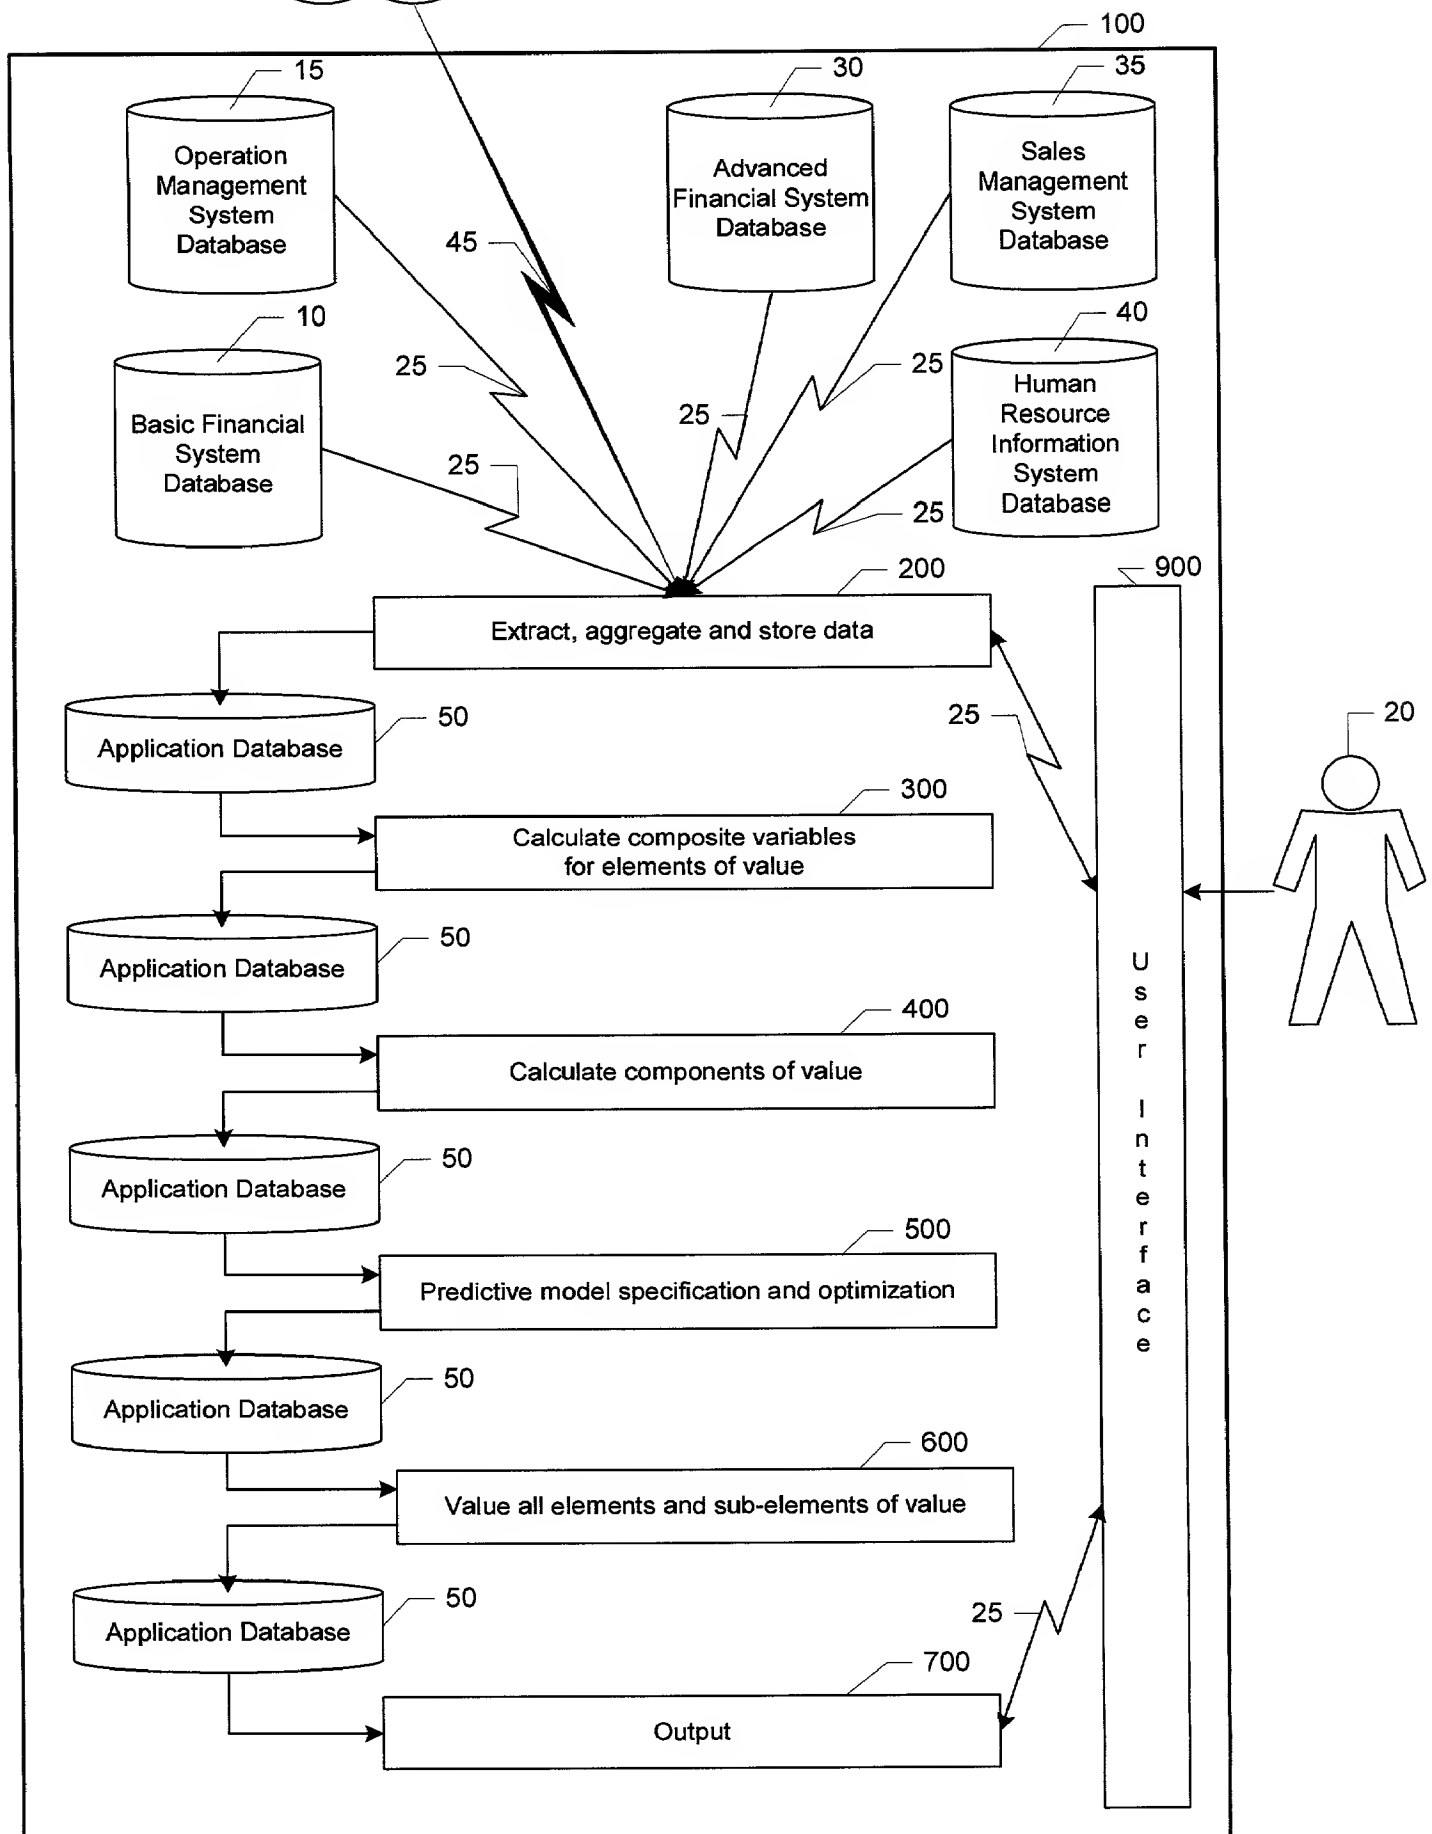 100
15
30
35
Operation
Management
System
Database
Advanced
Financial System
Database
Sales
Management
System
Database
45
10
40
25
25
25
Basic Financial
System
Database
Human
Resource
Information
System
Database
25
25
200
900
Extract, aggregate and store data
50
25
20
Application Database
300
Calculate composite variables
for elements of value
50
Application Database
User Interface
400
Calculate components of value
50
Application Database
500
Predictive model specification and optimization
50
Application Database
600
Value all elements and sub-elements of value
50
25
Application Database
700
Output